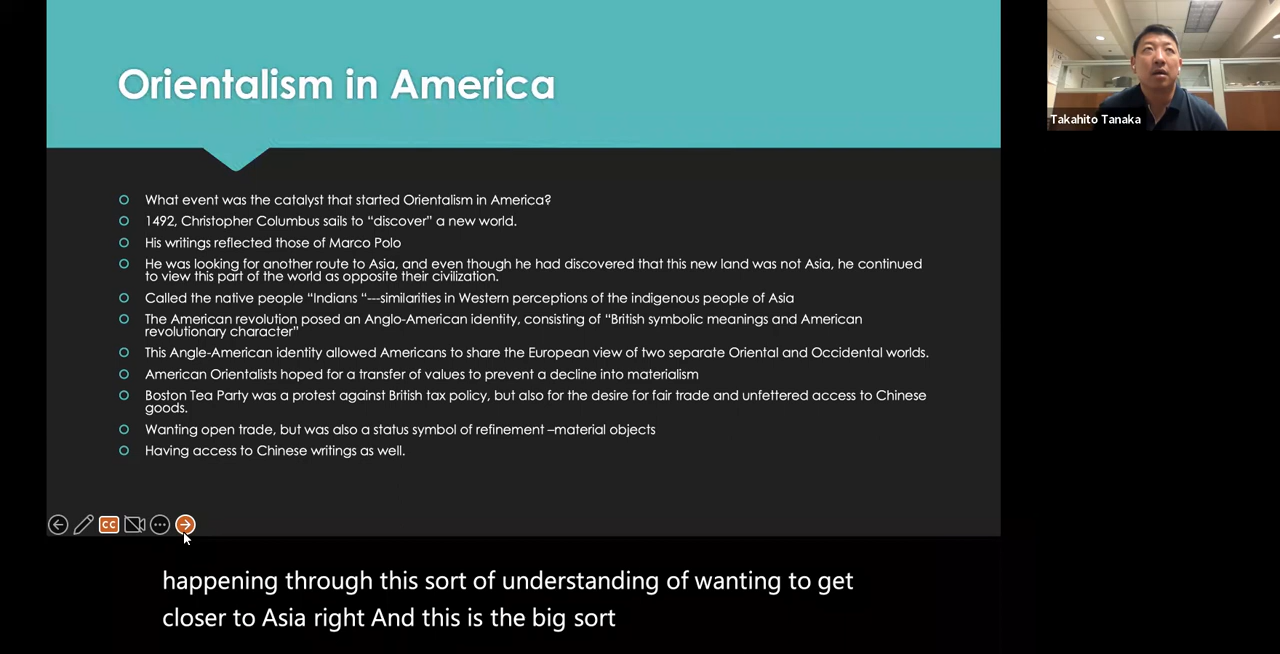 Orientalism in America
What event was the catalyst that started Orientalism in America?
1492, Christopher Columbus sails to “discover” a new world.
His writings reflected those of Marco Polo
He was looking for another route to Asia, and even though he had discovered that this new land was not Asia, he continued
to view this part of the world as opposite their civilization.
Called the native people “Indians “---similarities in Western perceptions of the indigenous people of Asia
The American revolution posed an Anglo-American identity, consisting of “British symbolic meanings and American
revolutionary character”
This Angle-American identity allowed Americans to share the European view of two separate Oriental and Occidental worlds.
American Orientalists hoped for a transfer of values to prevent a decline into materialism
Boston Tea Party was a protest against British tax policy, but also for the desire for fair trade and unfettered access to Chinese
goods.
Wanting open trade, but was also a status symbol of refinement –material objects
Having access to Chinese writings as well.
CC
happening through this sort of understanding of wanting to get
closer to Asia right And this is the big sort
Takahito Tanaka